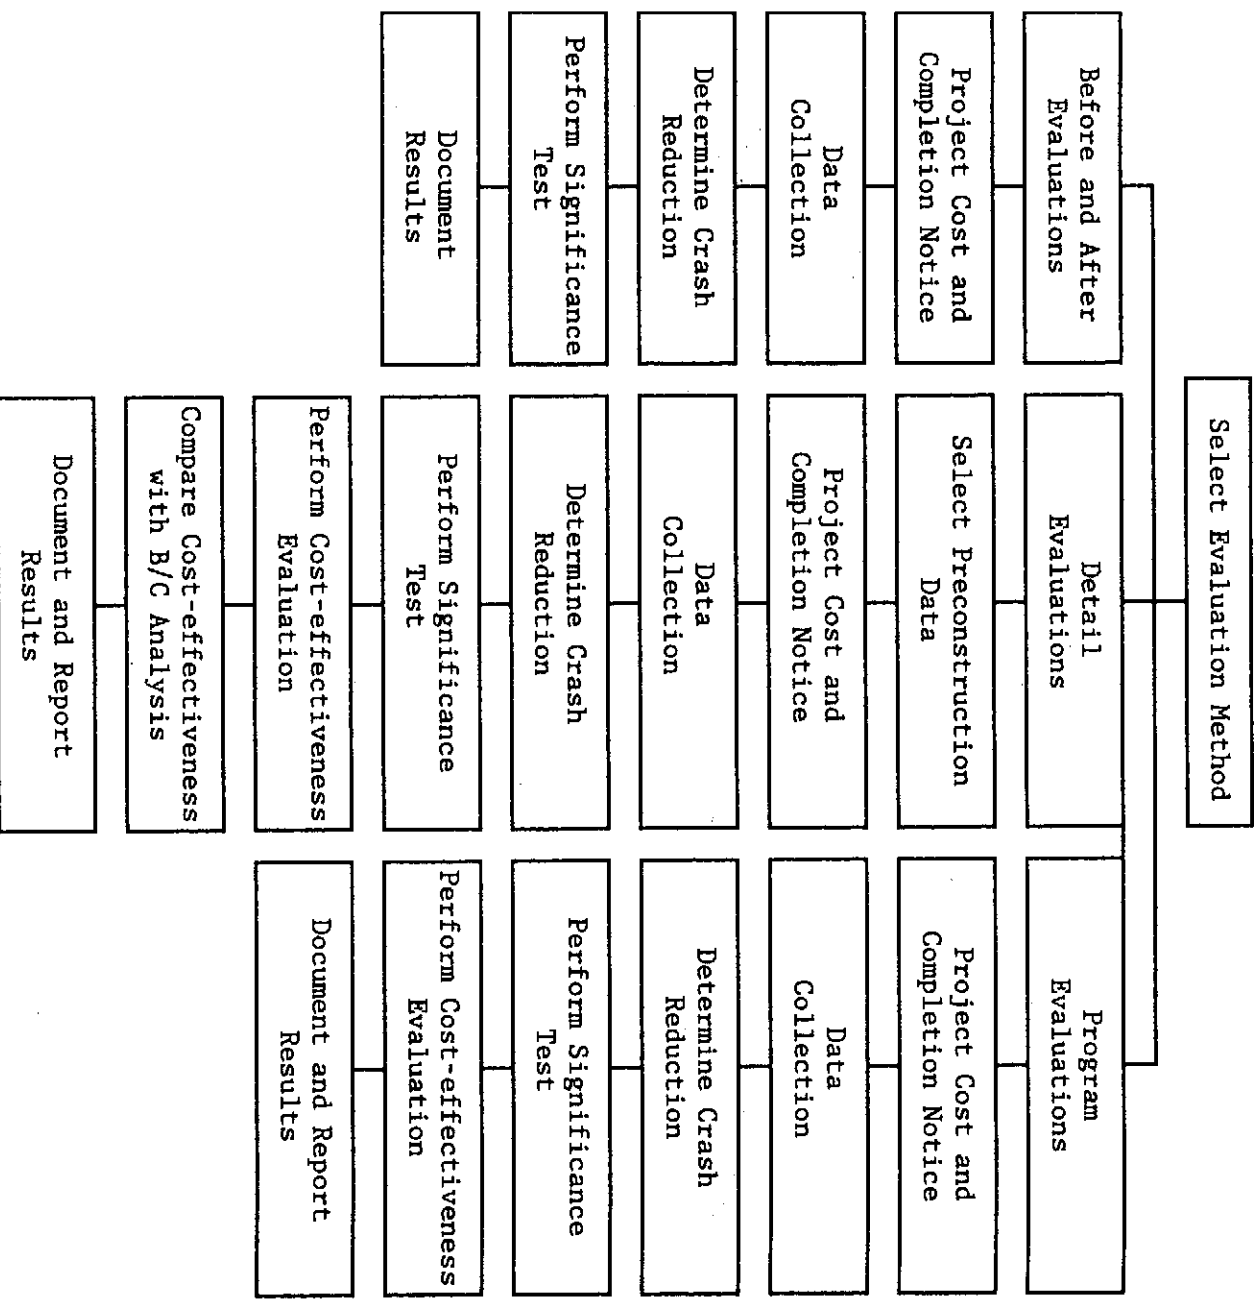 Select Evaluation Method
Before and After
Evaluations
Project Cost and
Completion Notice
Data
Collection
Determine Crash
Reduction
Perform Significance
Test
Document
Results
Detail
Evaluations
Select Preconstruction
Data
Project Cost and
Completion Notice
Data
Collection
Determine Crash
Reduction
Perform Significance
Test
Perform Cost-effectiveness
Evaluation
Compare Cost-effectiveness
with B/C Analysis
Document and Report
Results
Program
Evaluations
Project Cost and
Completion Notice
Data
Collection
Determine Crash
Reduction
Perform Significance
Test
Perform Cost-effectiveness
Evaluation
Document and Report
Results